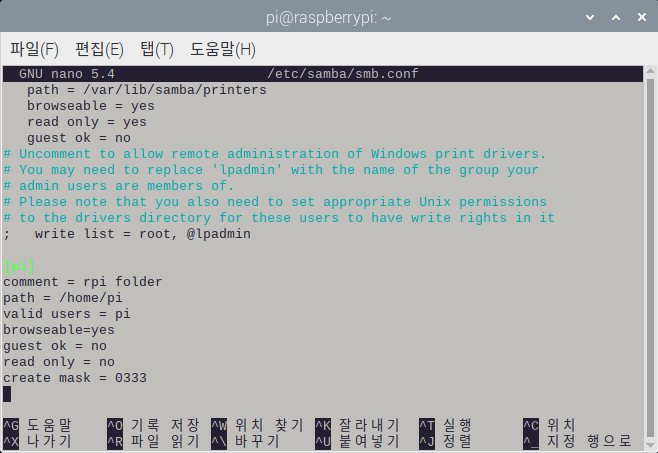 pi@raspberrypi: ~
파일(F) 편집(E) 탭(T) 도움말(H)
GNU nano 5.4 /etc/samba/smb.conf
path = /var/lib/samba/printers
browseable = yes
read only = yes
guest ok = no
# Uncomment to allow remote administration of Windows print drivers.
# You may need to replace 'lpadmin' with the name of the group your
# admin users are members of.
# Please note that you also need to set appropriate Unix permissions
# to the drivers directory for these users to have write rights in it
;   write list = root, @lpadmin
[pi]
comment = rpi folder
path = /home/pi
valid users = pi
browseable=yes
guest ok = no
read only = no
create mask = 0333
^G 도움말 ^O 기록 저장 ^W 위치 찾기 ^K 잘라내기 ^T 실행 ^C 위치
^X 나가기 ^R 파일 읽기 ^\ 바꾸기 ^U 붙여넣기 ^J 정렬 ^_ 지정 행으로